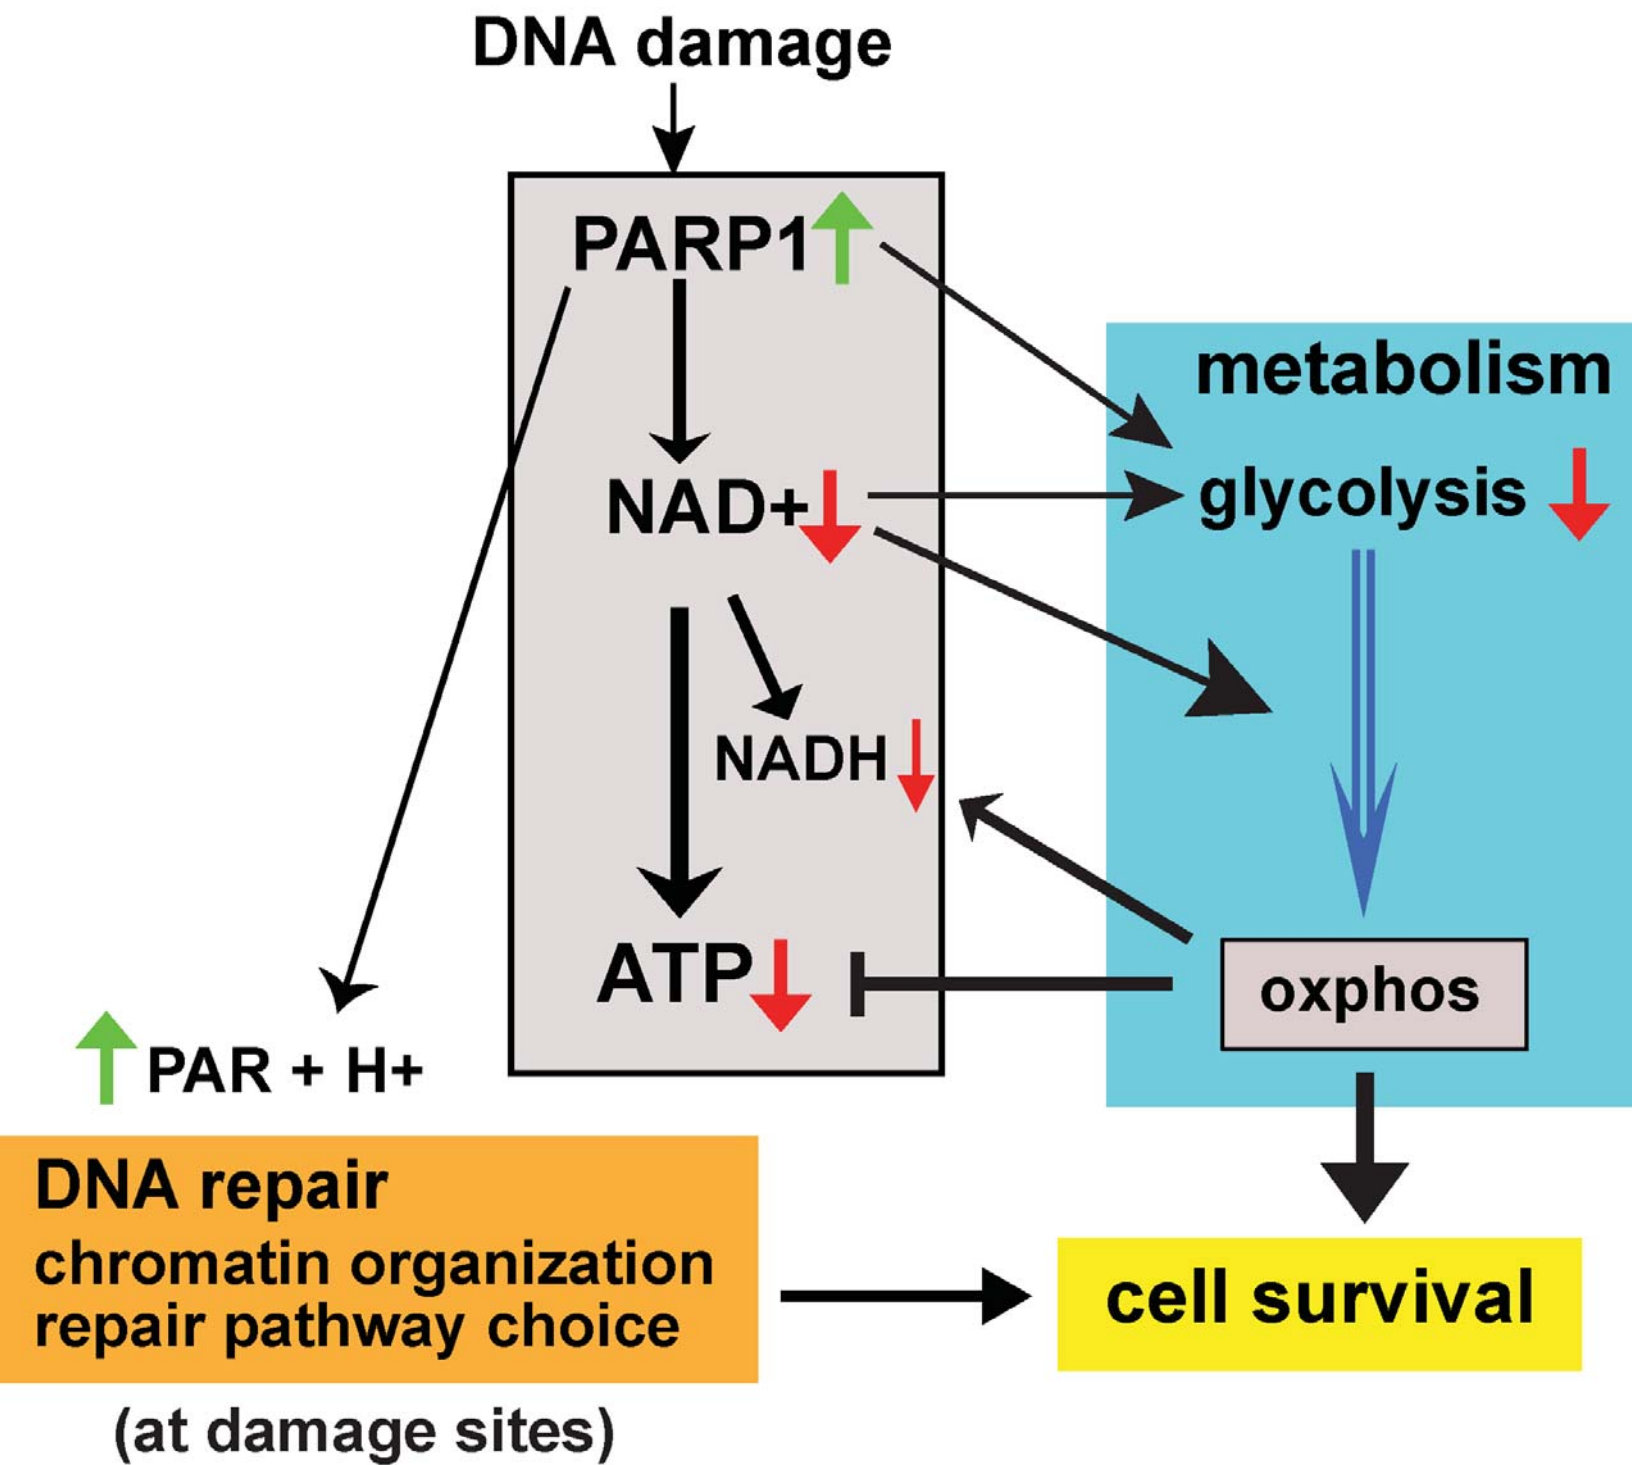 DNA damage
PARP1
metabolism
NAD+
glycolysis
NADH
ATP
oxphos
PAR + H+
DNA repair
chromatin organization
repair pathway choice
cell survival
(at damage sites)